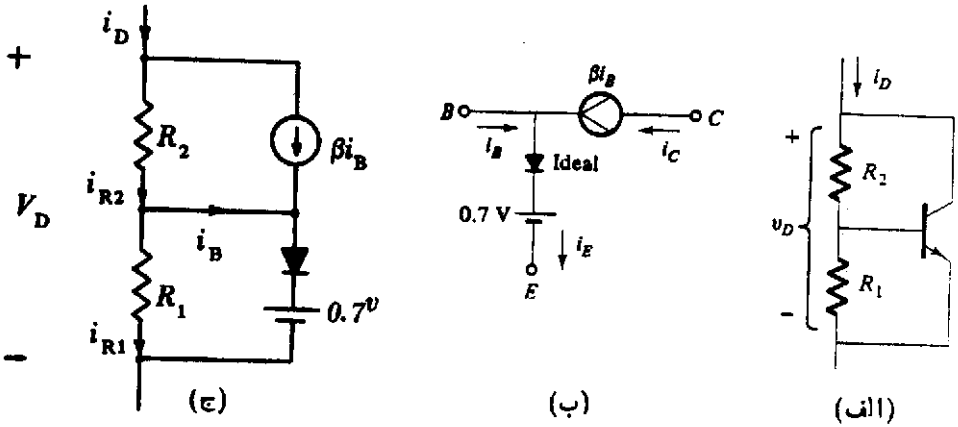 i_D
+
R_2
βi_B
i_R2
V_D
i_B
R_1
0.7^v
i_R1
−
(ج)
βi_B
B
C
i_B
i_C
Ideal
0.7 V
i_E
E
(ب)
i_D
+
R_2
v_D
R_1
−
(الف)